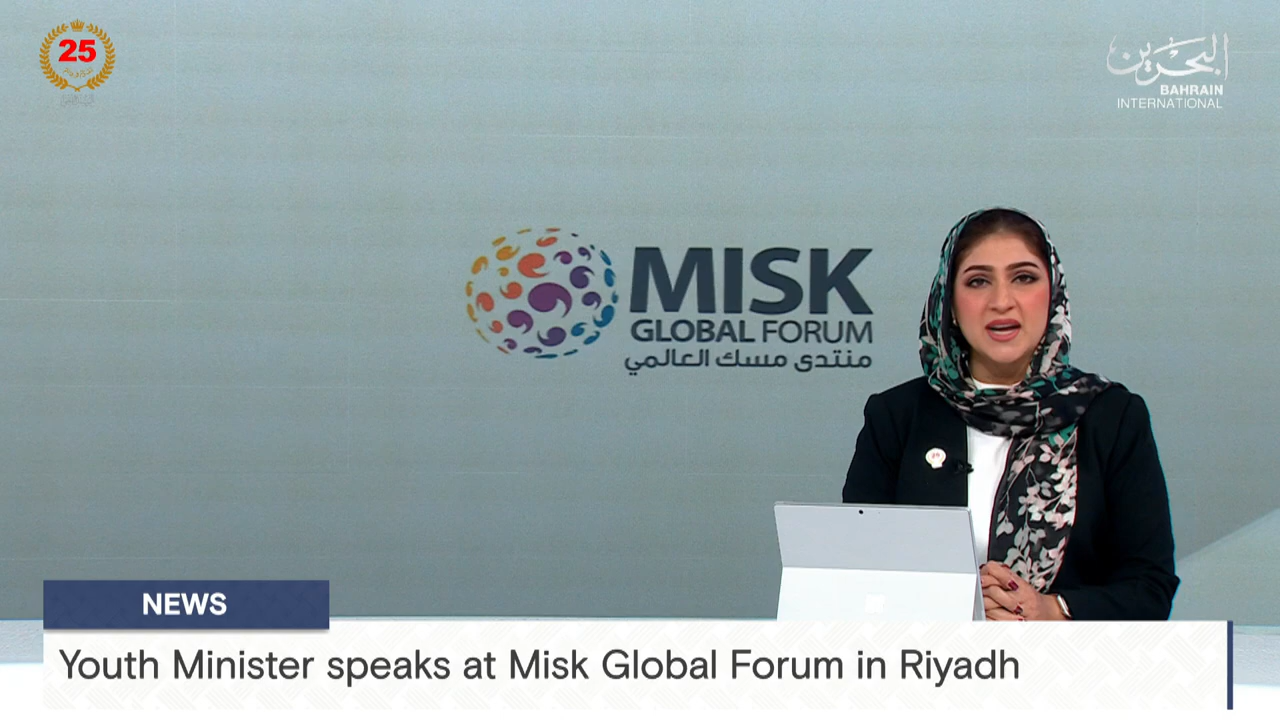 25
البحرين
BAHRAIN
INTERNATIONAL
MISK
GLOBAL FORUM
منتدى مسك العالمي
25
NEWS
Youth Minister speaks at Misk Global Forum in Riyadh